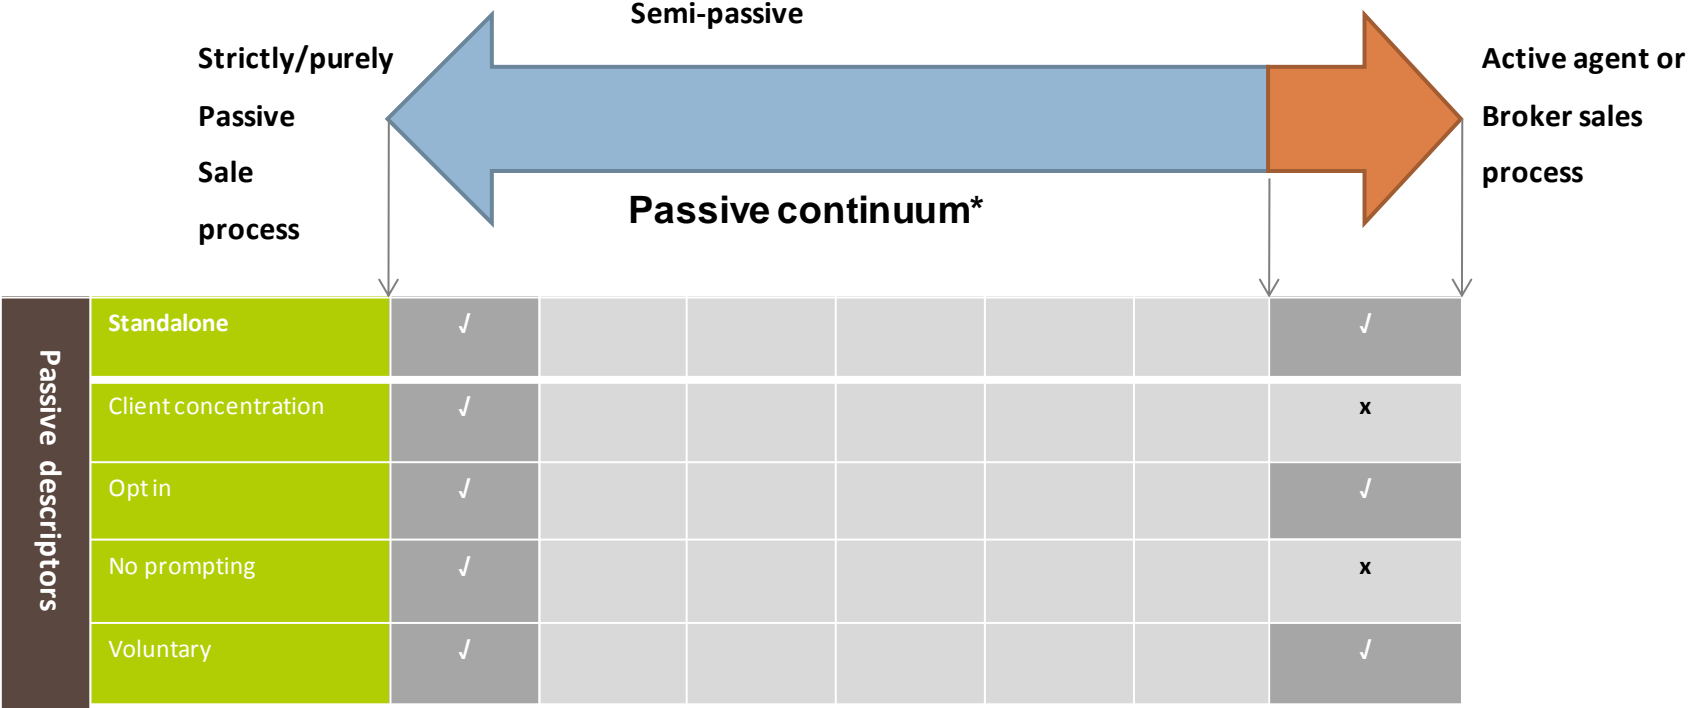 Semi-passive
Strictly/purely
Passive
Sale
process
Active agent or
Broker sales
process
Passive continuum*
Passive descriptors
Standalone √ √
Client concentration √ x
Opt in √ √
No prompting √ x
Voluntary √ √